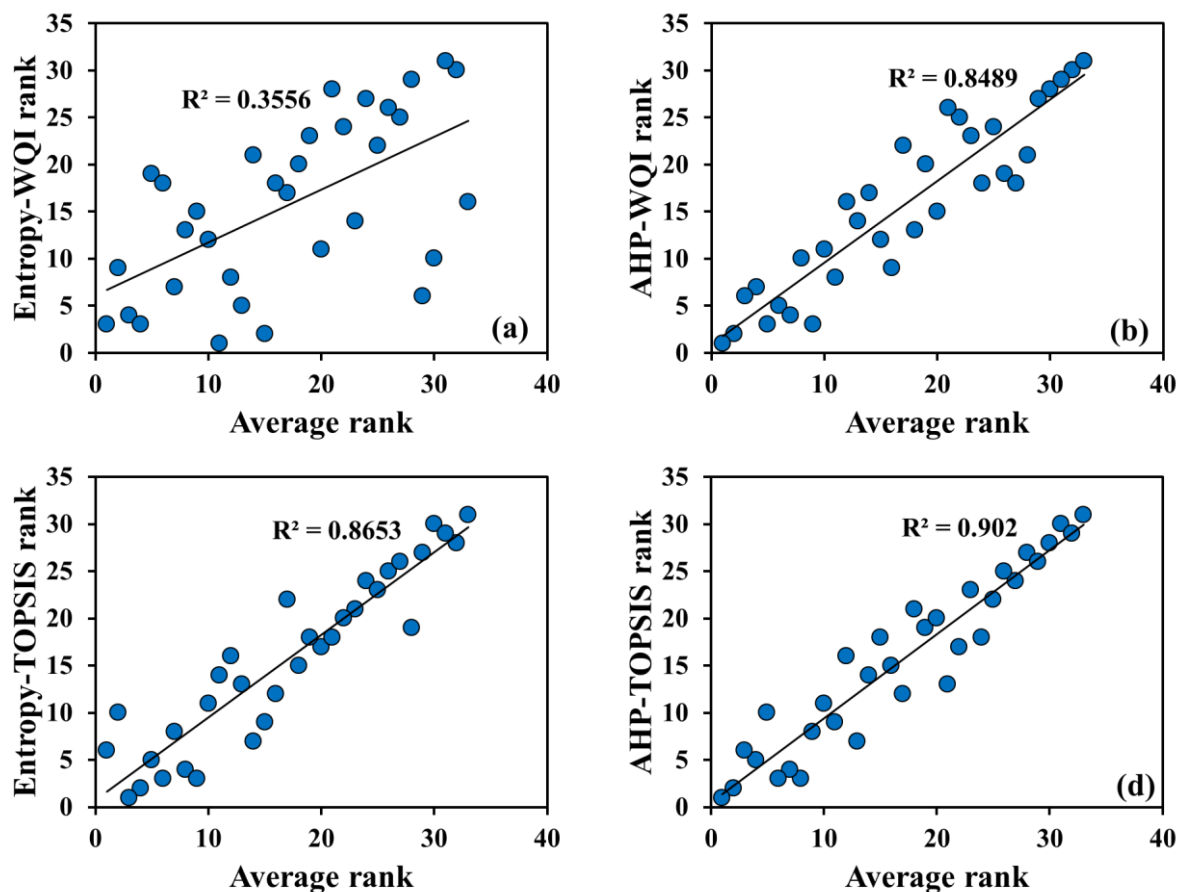 Entropy-WQI rank
35
30
25
20
15
10
5
0
R² = 0.3556
(a)
0 10 20 30 40
Average rank
AHP-WQI rank
35
30
25
20
15
10
5
0
R² = 0.8489
(b)
0 10 20 30 40
Average rank
Entropy-TOPSIS rank
35
30
25
20
15
10
5
0
R² = 0.8653
0 10 20 30 40
Average rank
AHP-TOPSIS rank
35
30
25
20
15
10
5
0
R² = 0.902
(d)
0 10 20 30 40
Average rank